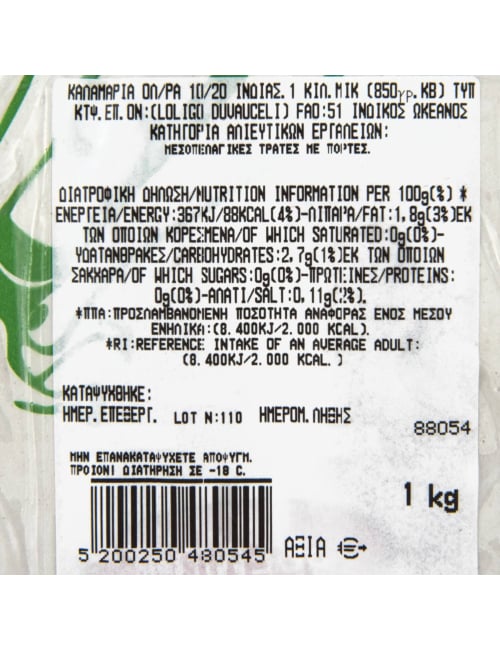 ΚΑΛΑΜΑΡΙΑ ΟΛ/ΡΑ 10/20 ΙΝΔΙΑΣ.1 ΚΙΛ.ΜΙΚ (850γρ.ΚΒ) ΤΥΠ
ΚΤΨ.ΕΠ.ΟΝ:(LOLIGO DUVAUCELI) FAO:51 ΙΝΔΙΚΟΣ ΩΚΕΑΝΟΣ
ΚΑΤΗΓΟΡΙΑ ΑΛΙΕΥΤΙΚΩΝ ΕΡΓΑΛΕΙΩΝ:
ΜΕΣΟΠΕΛΑΓΙΚΕΣ ΤΡΑΤΕΣ ΜΕ ΠΟΡΤΕΣ.
ΔΙΑΤΡΟΦΙΚΗ ΔΗΛΩΣΗ/NUTRITION INFORMATION PER 100g(%) *
ΕΝΕΡΓΕΙΑ/ENERGY:367KJ/88KCAL(4%)-ΛΙΠΑΡΑ/FAT:1.8g(3%)ΕΚ
ΤΩΝ ΟΠΟΙΩΝ ΚΟΡΕΣΜΕΝΑ/OF WHICH SATURATED:0g(0%)-
ΥΔΑΤΑΝΘΡΑΚΕΣ/CARBOHYDRATES:2.7g(1%)ΕΚ ΤΩΝ ΟΠΟΙΩΝ
ΣΑΚΧΑΡΑ/OF WHICH SUGARS:0g(0%)-ΠΡΩΤΕΙΝΕΣ/PROTEINS:
0g(0%)-ΑΛΑΤΙ/SALT:0.11g(2%).
*ΠΠΑ:ΠΡΟΣΛΑΜΒΑΝΟΜΕΝΗ ΠΟΣΟΤΗΤΑ ΑΝΑΦΟΡΑΣ ΕΝΟΣ ΜΕΣΟΥ
ΕΝΗΛΙΚΑ:(8.400KJ/2.000 KCAL).
*RI:REFERENCE INTAKE OF AN AVERAGE ADULT:
(8.400KJ/2.000 KCAL. )
ΚΑΤΑΨΥΧΘΗΚΕ:
ΗΜΕΡ.ΕΠΕΞΕΡΓ. LOT N:110 ΗΜΕΡΟΜ.ΛΗΞΗΣ
88054
ΜΗΝ ΕΠΑΝΑΚΑΤΑΨΥΧΕΤΕ ΑΠΟΨΥΓΜ.
ΠΡΟΙΟΝ! ΔΙΑΤΗΡΗΣΗ ΣΕ -18 C.
1 kg
5 200250 480545
ΑΞΙΑ €→